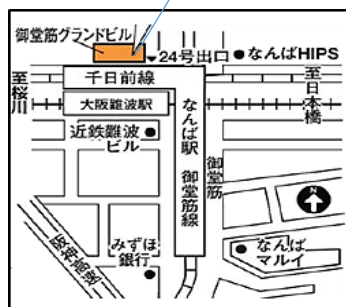 御堂筋グランドビル
24号出口
なんばHIPS
至桜川
千日前線
至日本橋
大阪難波駅
近鉄難波
ビル
なんば駅 御堂筋線
御堂筋
N
阪神高速
みずほ
銀行
なんば
マルイ